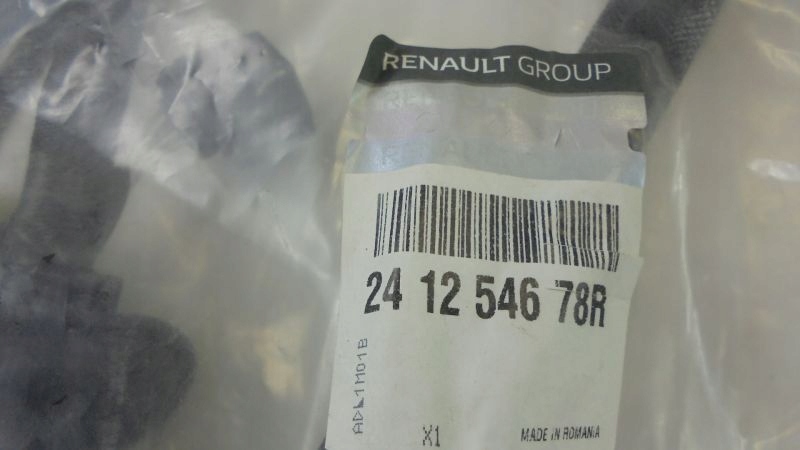 RENAULT GROUP
24 12 546 78R
X1
MADE IN ROMANIA